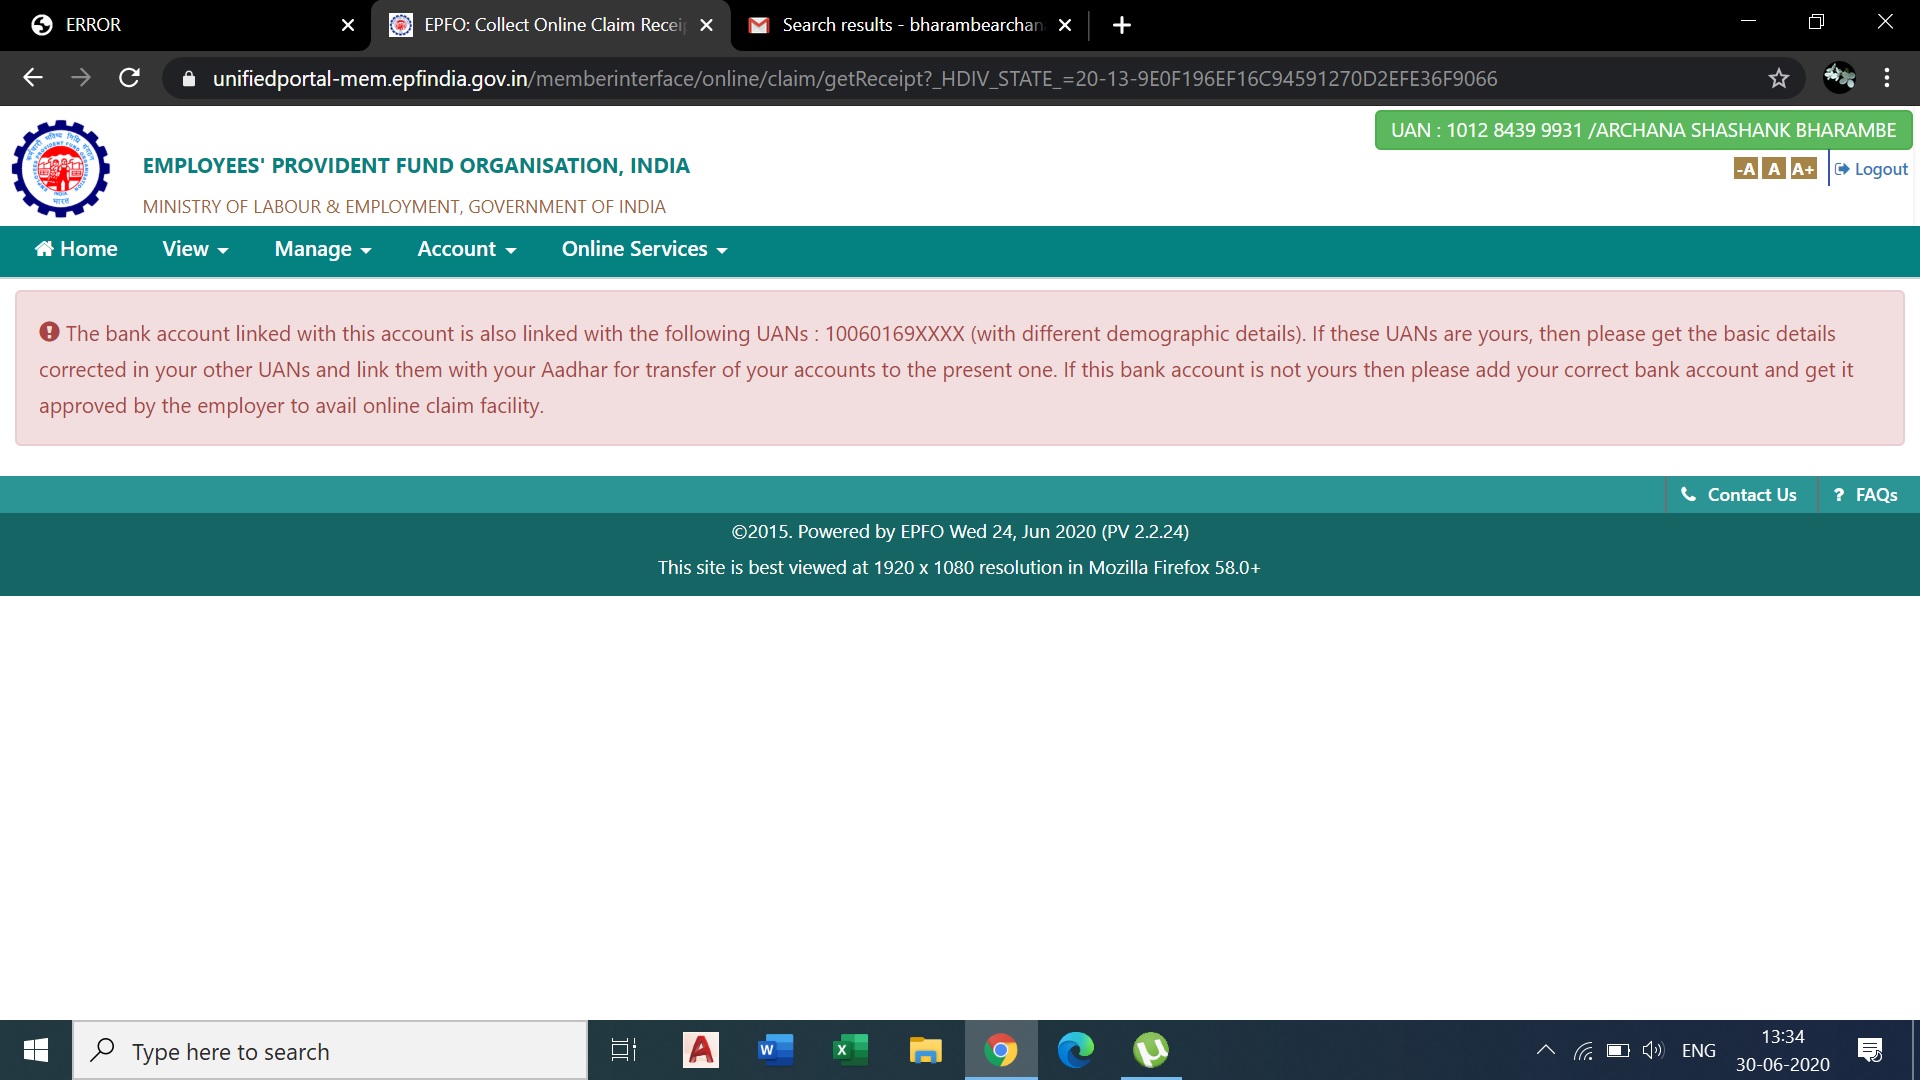 ERROR
EPFO: Collect Online Claim Recei
Search results - bharambearchan
unifiedportal-mem.epfindia.gov.in/memberinterface/online/claim/getReceipt?_HDIV_STATE_=20-13-9E0F196EF16C94591270D2EFE36F9066
UAN : 1012 8439 9931 /ARCHANA SHASHANK BHARAMBE
EMPLOYEES' PROVIDENT FUND ORGANISATION, INDIA
-A A A+ Logout
MINISTRY OF LABOUR & EMPLOYMENT, GOVERNMENT OF INDIA
Home View Manage Account Online Services
The bank account linked with this account is also linked with the following UANs : 10060169XXXX (with different demographic details). If these UANs are yours, then please get the basic details
corrected in your other UANs and link them with your Aadhar for transfer of your accounts to the present one. If this bank account is not yours then please add your correct bank account and get it
approved by the employer to avail online claim facility.
Contact Us ? FAQs
©2015. Powered by EPFO Wed 24, Jun 2020 (PV 2.2.24)
This site is best viewed at 1920 x 1080 resolution in Mozilla Firefox 58.0+
Type here to search
ENG
13:34
30-06-2020